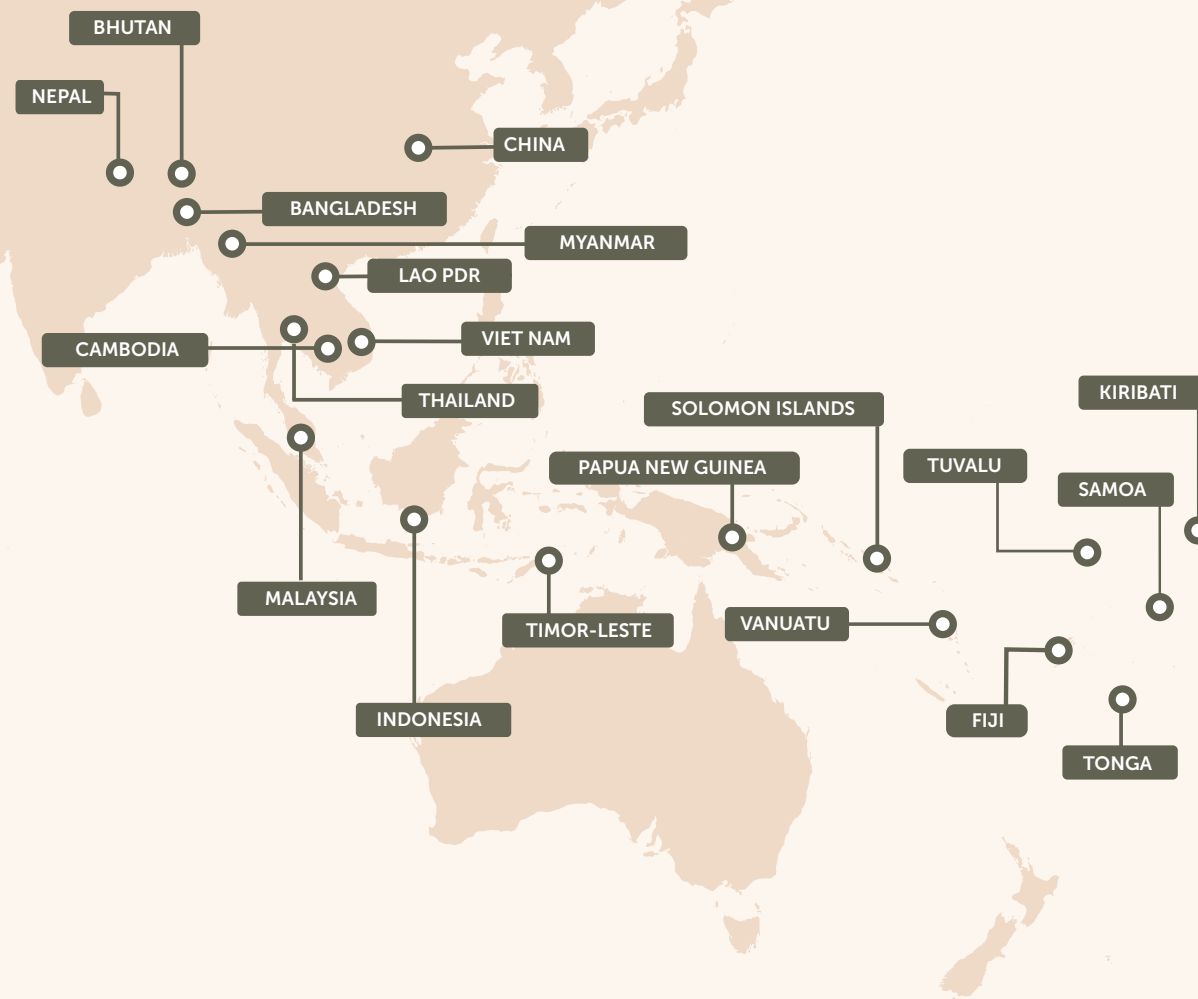 BHUTAN
NEPAL
CHINA
BANGLADESH
MYANMAR
LAO PDR
VIET NAM
CAMBODIA
THAILAND
KIRIBATI
SOLOMON ISLANDS
TUVALU
PAPUA NEW GUINEA
SAMOA
MALAYSIA
VANUATU
TIMOR-LESTE
INDONESIA
FIJI
TONGA